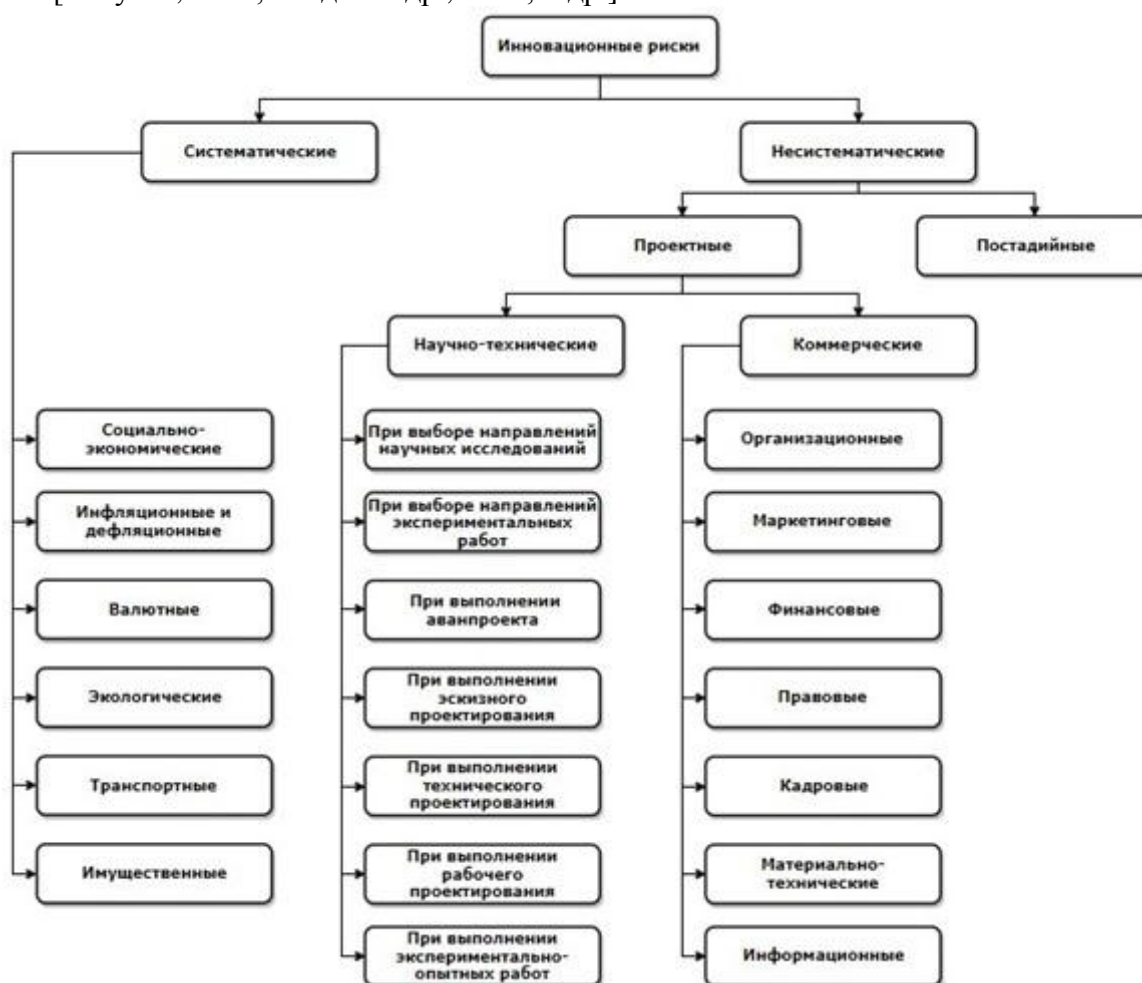 Инновационные риски
Систематические
Несистематические
Проектные
Постадийные
Научно-технические
Коммерческие
Социально-
экономические
Инфляционные и
дефляционные
Валютные
Экологические
Транспортные
Имущественные
При выборе направлений
научных исследований
При выборе направлений
экспериментальных
работ
При выполнении
аванпроекта
При выполнении
эскизного
проектирования
При выполнении
технического
проектирования
При выполнении
рабочего
проектирования
При выполнении
экспериментально-
опытных работ
Организационные
Маркетинговые
Финансовые
Правовые
Кадровые
Материально-
технические
Информационные